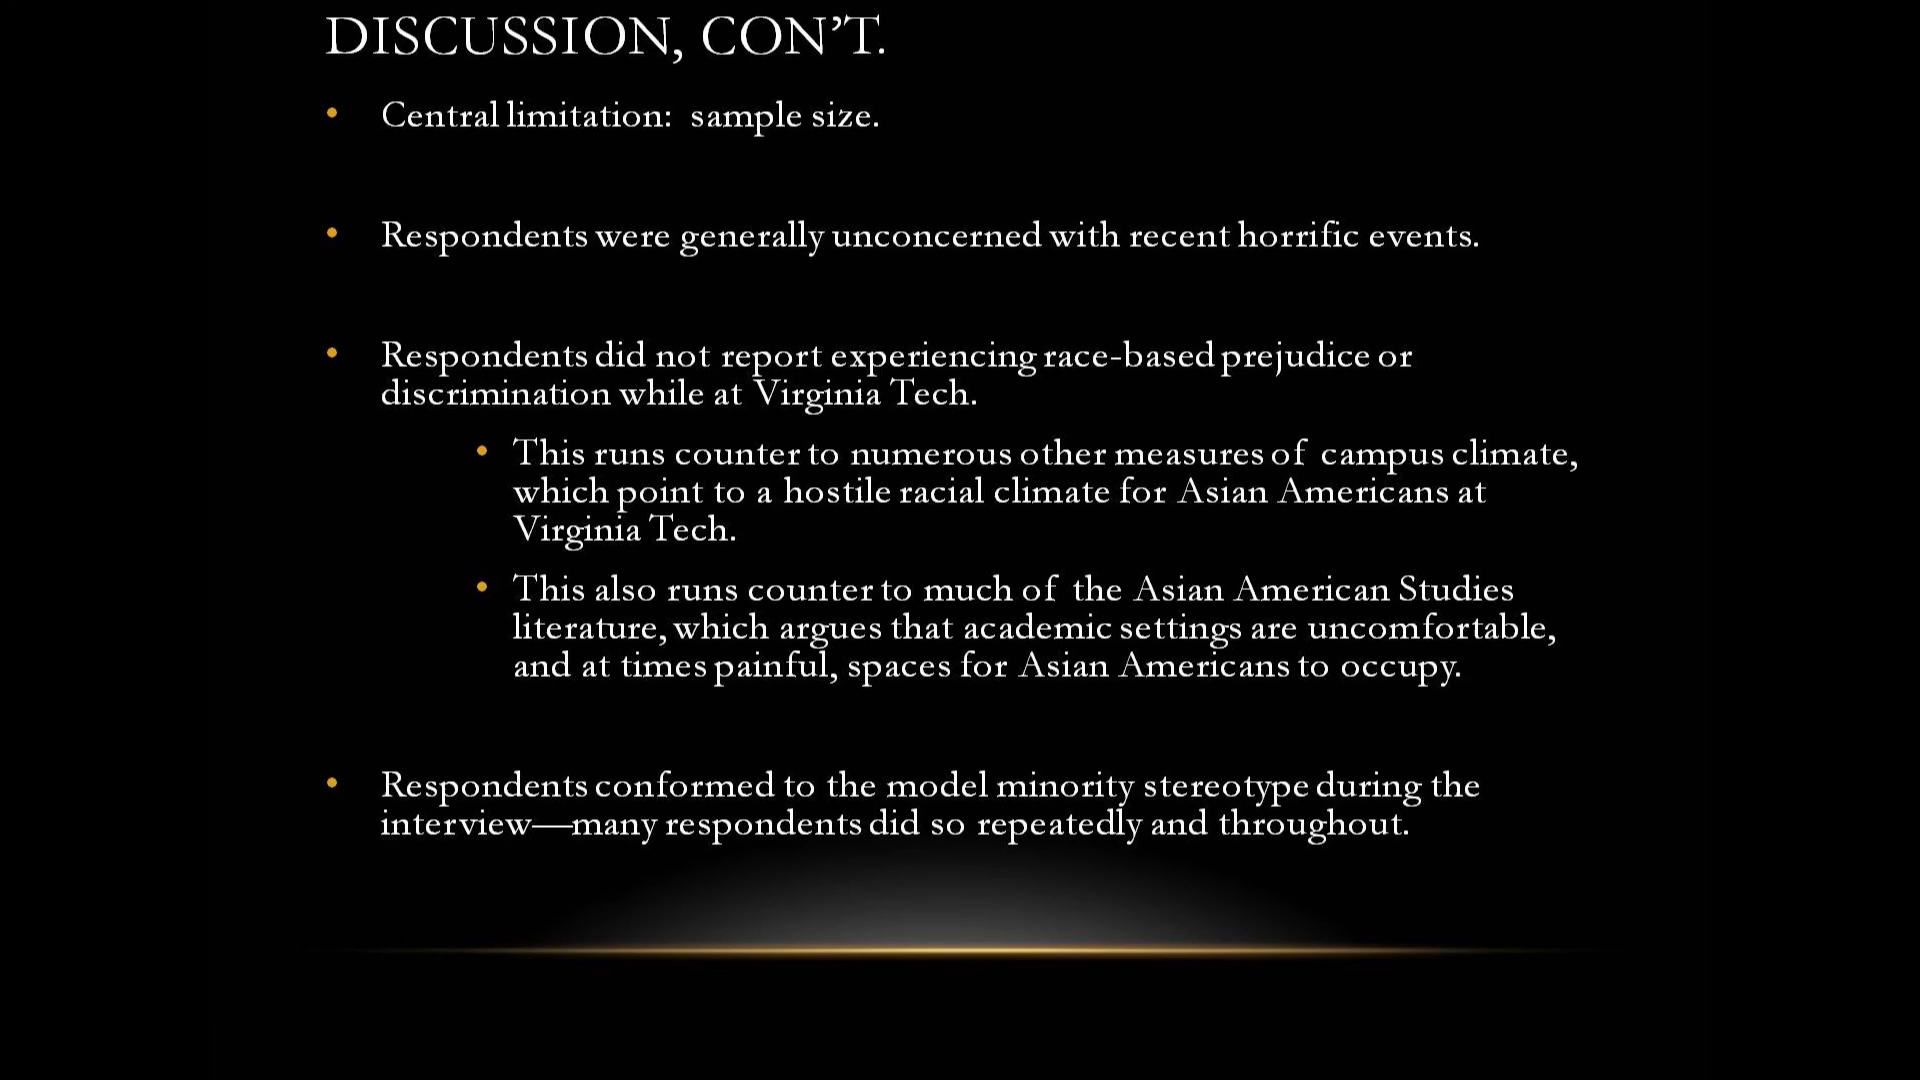 DISCUSSION, CON’T.
• Central limitation:  sample size.
• Respondents were generally unconcerned with recent horrific events.
• Respondents did not report experiencing race-based prejudice or
discrimination while at Virginia Tech.
• This runs counter to numerous other measures of campus climate,
which point to a hostile racial climate for Asian Americans at
Virginia Tech.
• This also runs counter to much of the Asian American Studies
literature, which argues that academic settings are uncomfortable,
and at times painful, spaces for Asian Americans to occupy.
• Respondents conformed to the model minority stereotype during the
interview—many respondents did so repeatedly and throughout.